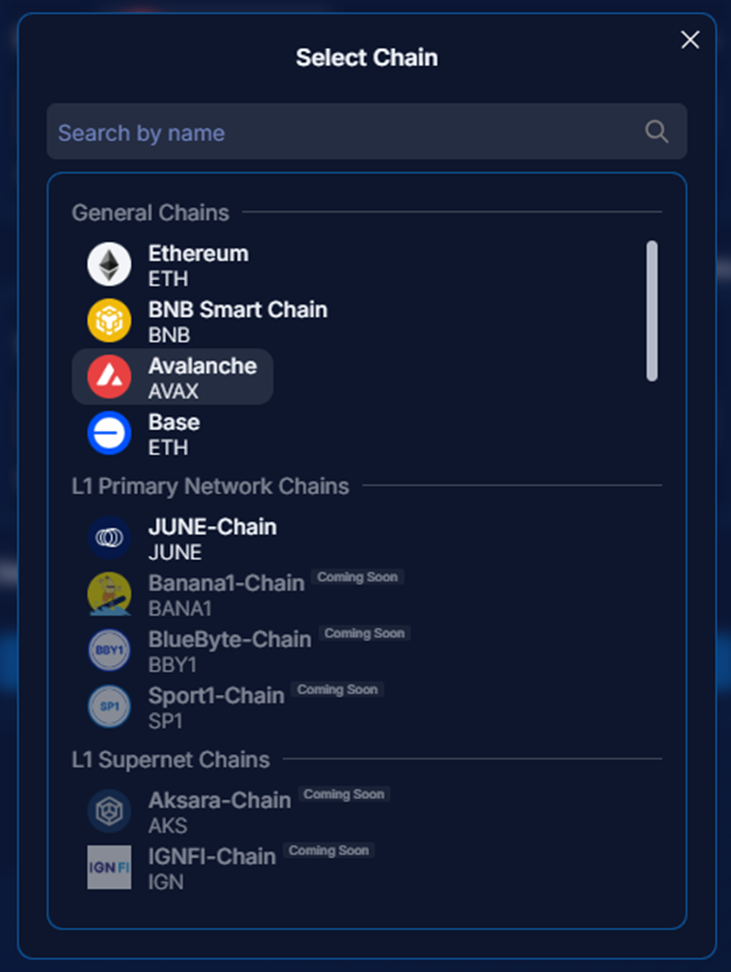 Select Chain
Search by name
General Chains
Ethereum
ETH
BNB Smart Chain
BNB
Avalanche
AVAX
Base
ETH
L1 Primary Network Chains
JUNE-Chain
JUNE
Banana1-Chain Coming Soon
BANA1
BBY1
BlueByte-Chain Coming Soon
BBY1
SP1
Sport1-Chain Coming Soon
SP1
L1 Supernet Chains
Aksara-Chain Coming Soon
AKS
IGN FI
IGNFI-Chain Coming Soon
IGN